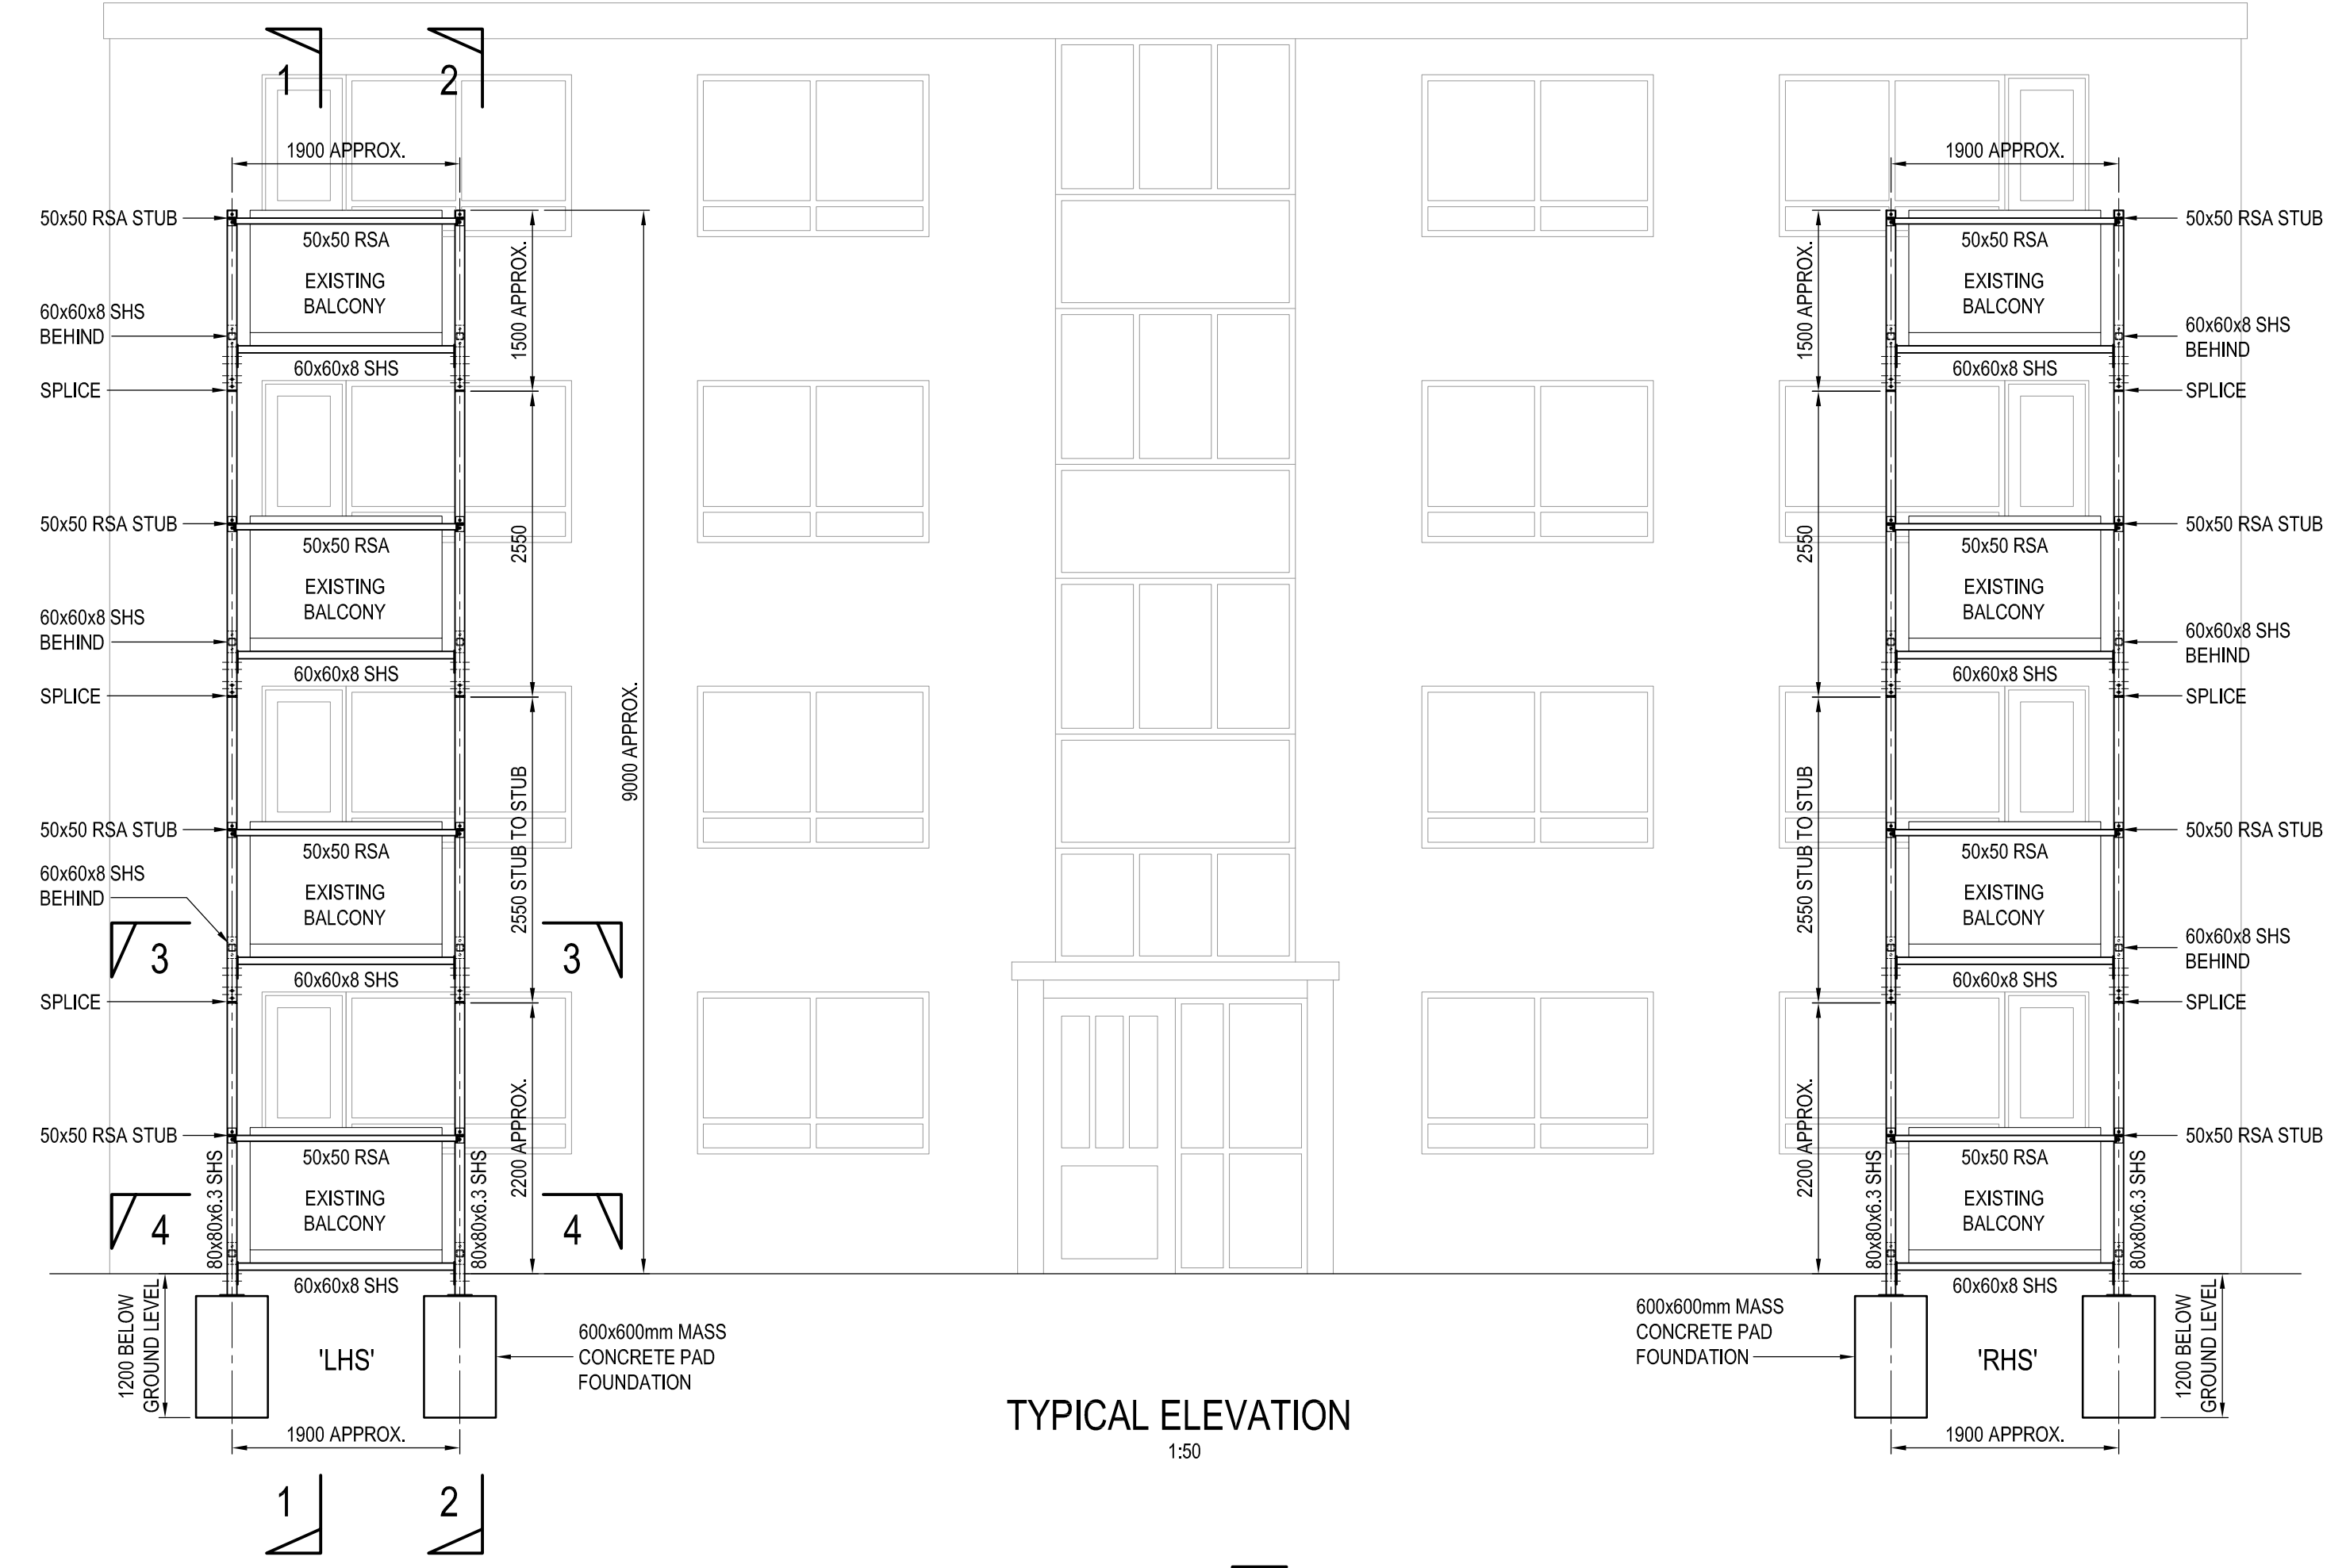 1
2
1900 APPROX.
1900 APPROX.
50x50 RSA STUB
50x50 RSA
EXISTING
BALCONY
60x60x8 SHS
BEHIND
60x60x8 SHS
SPLICE
1500 APPROX.
50x50 RSA STUB
50x50 RSA
EXISTING
BALCONY
60x60x8 SHS
BEHIND
60x60x8 SHS
SPLICE
2550
9000 APPROX.
50x50 RSA STUB
50x50 RSA
EXISTING
BALCONY
60x60x8 SHS
BEHIND
3
3
60x60x8 SHS
SPLICE
2550 STUB TO STUB
50x50 RSA STUB
50x50 RSA
EXISTING
BALCONY
80x80x6.3 SHS
80x80x6.3 SHS
2200 APPROX.
4
4
60x60x8 SHS
1200 BELOW
GROUND LEVEL
'LHS'
600x600mm MASS
CONCRETE PAD
FOUNDATION
1900 APPROX.
1
2
TYPICAL ELEVATION
1:50
50x50 RSA STUB
50x50 RSA
EXISTING
BALCONY
1500 APPROX.
60x60x8 SHS
BEHIND
60x60x8 SHS
SPLICE
50x50 RSA STUB
50x50 RSA
EXISTING
BALCONY
2550
60x60x8 SHS
BEHIND
60x60x8 SHS
SPLICE
50x50 RSA STUB
50x50 RSA
EXISTING
BALCONY
2550 STUB TO STUB
60x60x8 SHS
BEHIND
60x60x8 SHS
SPLICE
50x50 RSA STUB
50x50 RSA
EXISTING
BALCONY
2200 APPROX.
80x80x6.3 SHS
80x80x6.3 SHS
60x60x8 SHS
600x600mm MASS
CONCRETE PAD
FOUNDATION
'RHS'
1200 BELOW
GROUND LEVEL
1900 APPROX.